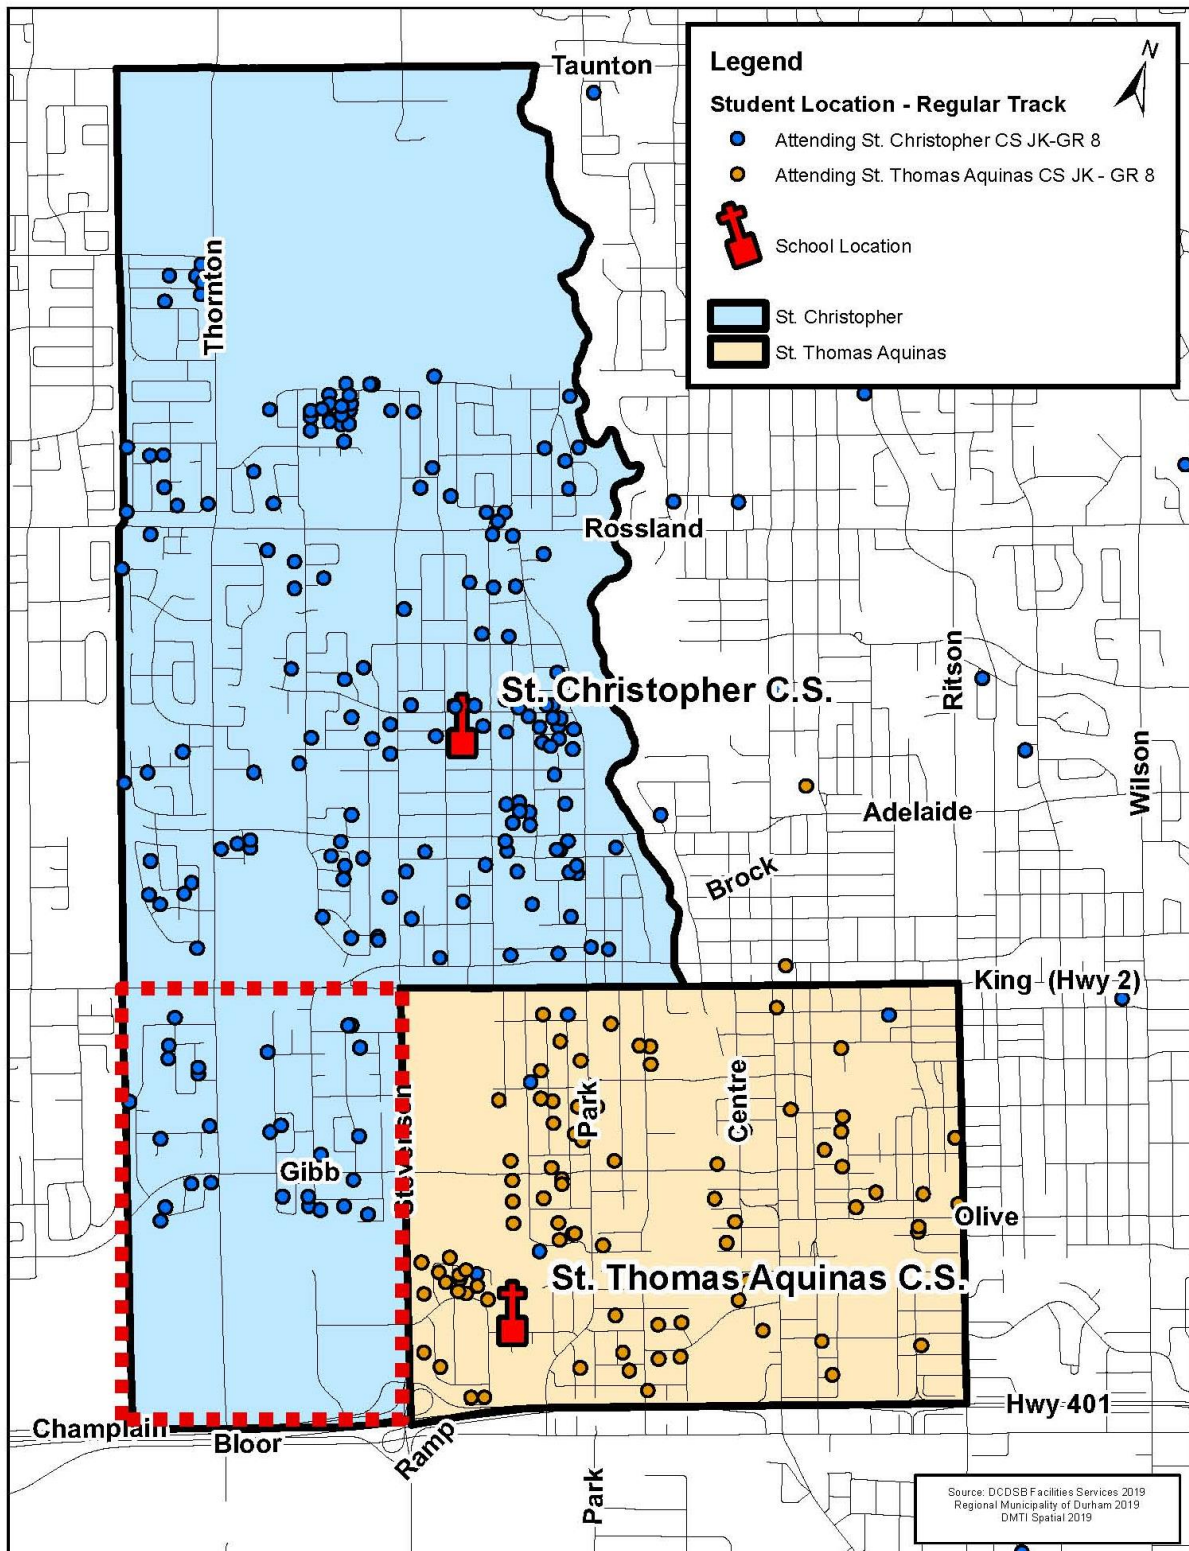 Taunton
Legend
N
Student Location - Regular Track
Attending St. Christopher CS JK-GR 8
Attending St. Thomas Aquinas CS JK - GR 8
School Location
St. Christopher
St. Thomas Aquinas
Thornton
Rossland
Ritson
St. Christopher C.S.
Wilson
Adelaide
Brock
King (Hwy 2)
Park
Centre
Stevenson
Gibb
Olive
St. Thomas Aquinas C.S.
Hwy 401
Champlain
Bloor
Ramp
Park
Source: DCDSB Facilities Services 2019
Regional Municipality of Durham 2019
DMTI Spatial 2019